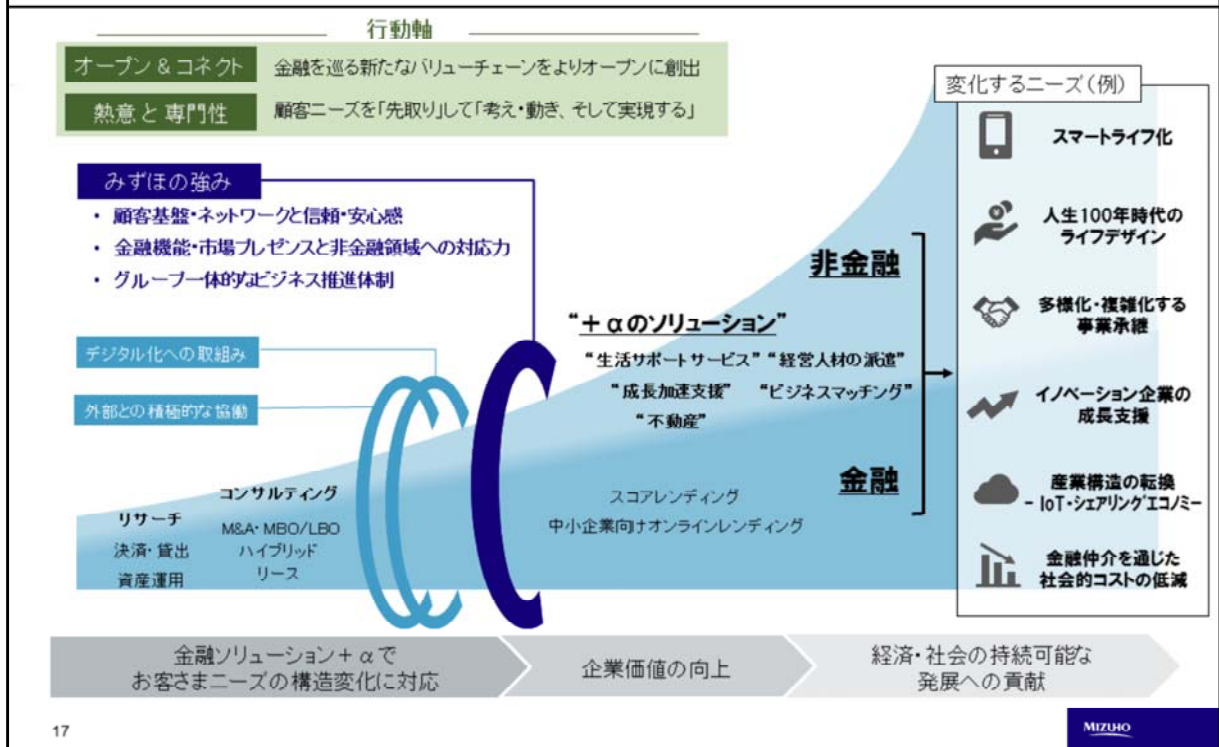 行動軸
オープン & コネクト
金融を巡る新たなバリューチェーンをよりオープンに創出
熱意と専門性
顧客ニーズを「先取り」して「考え・動き、そして実現する」
みずほの強み
・ 顧客基盤・ネットワークと信頼・安心感
・ 金融機能・市場プレゼンスと非金融領域への対応力
・ グループ一体的なビジネス推進体制
デジタル化への取組み
外部との積極的な協働
リサーチ
決済・貸出
資産運用
コンサルティング
M&A・MBO/LBO
ハイブリッド
リース
非金融
“+αのソリューション”
“生活サポートサービス” “経営人材の派遣”
“成長加速支援” “ビジネスマッチング”
“不動産”
金融
スコアレンディング
中小企業向けオンラインレンディング
変化するニーズ(例)
スマートライフ化
人生100年時代の
ライフデザイン
多様化・複雑化する
事業承継
イノベーション企業の
成長支援
産業構造の転換
- IoT・シェアリングエコノミー
金融仲介を通じた
社会的コストの低減
金融ソリューション+αで
お客さまニーズの構造変化に対応
企業価値の向上
経済・社会の持続可能な
発展への貢献
17
MIZUHO